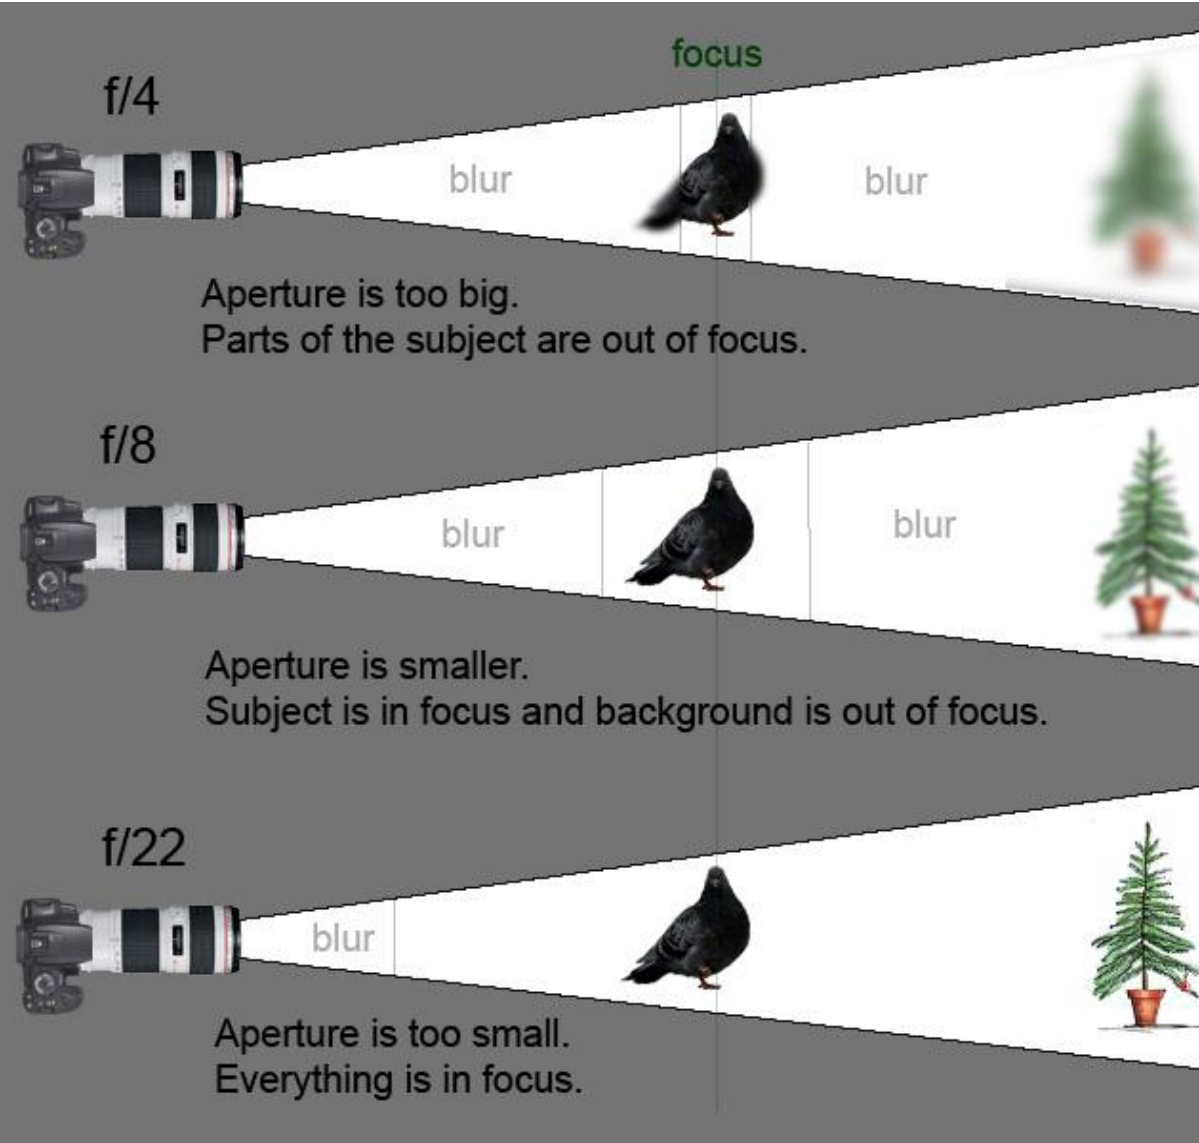 focus
f/4
blur
blur
Aperture is too big.
Parts of the subject are out of focus.
f/8
blur
blur
Aperture is smaller.
Subject is in focus and background is out of focus.
f/22
blur
Aperture is too small.
Everything is in focus.